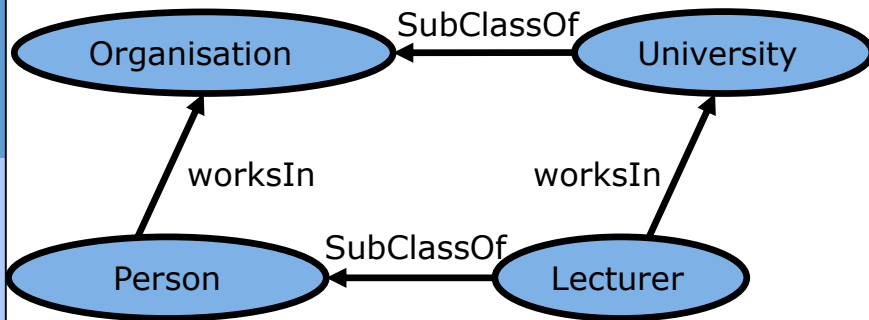 SubClassOf
Organisation
University
worksIn
worksIn
SubClassOf
Person
Lecturer